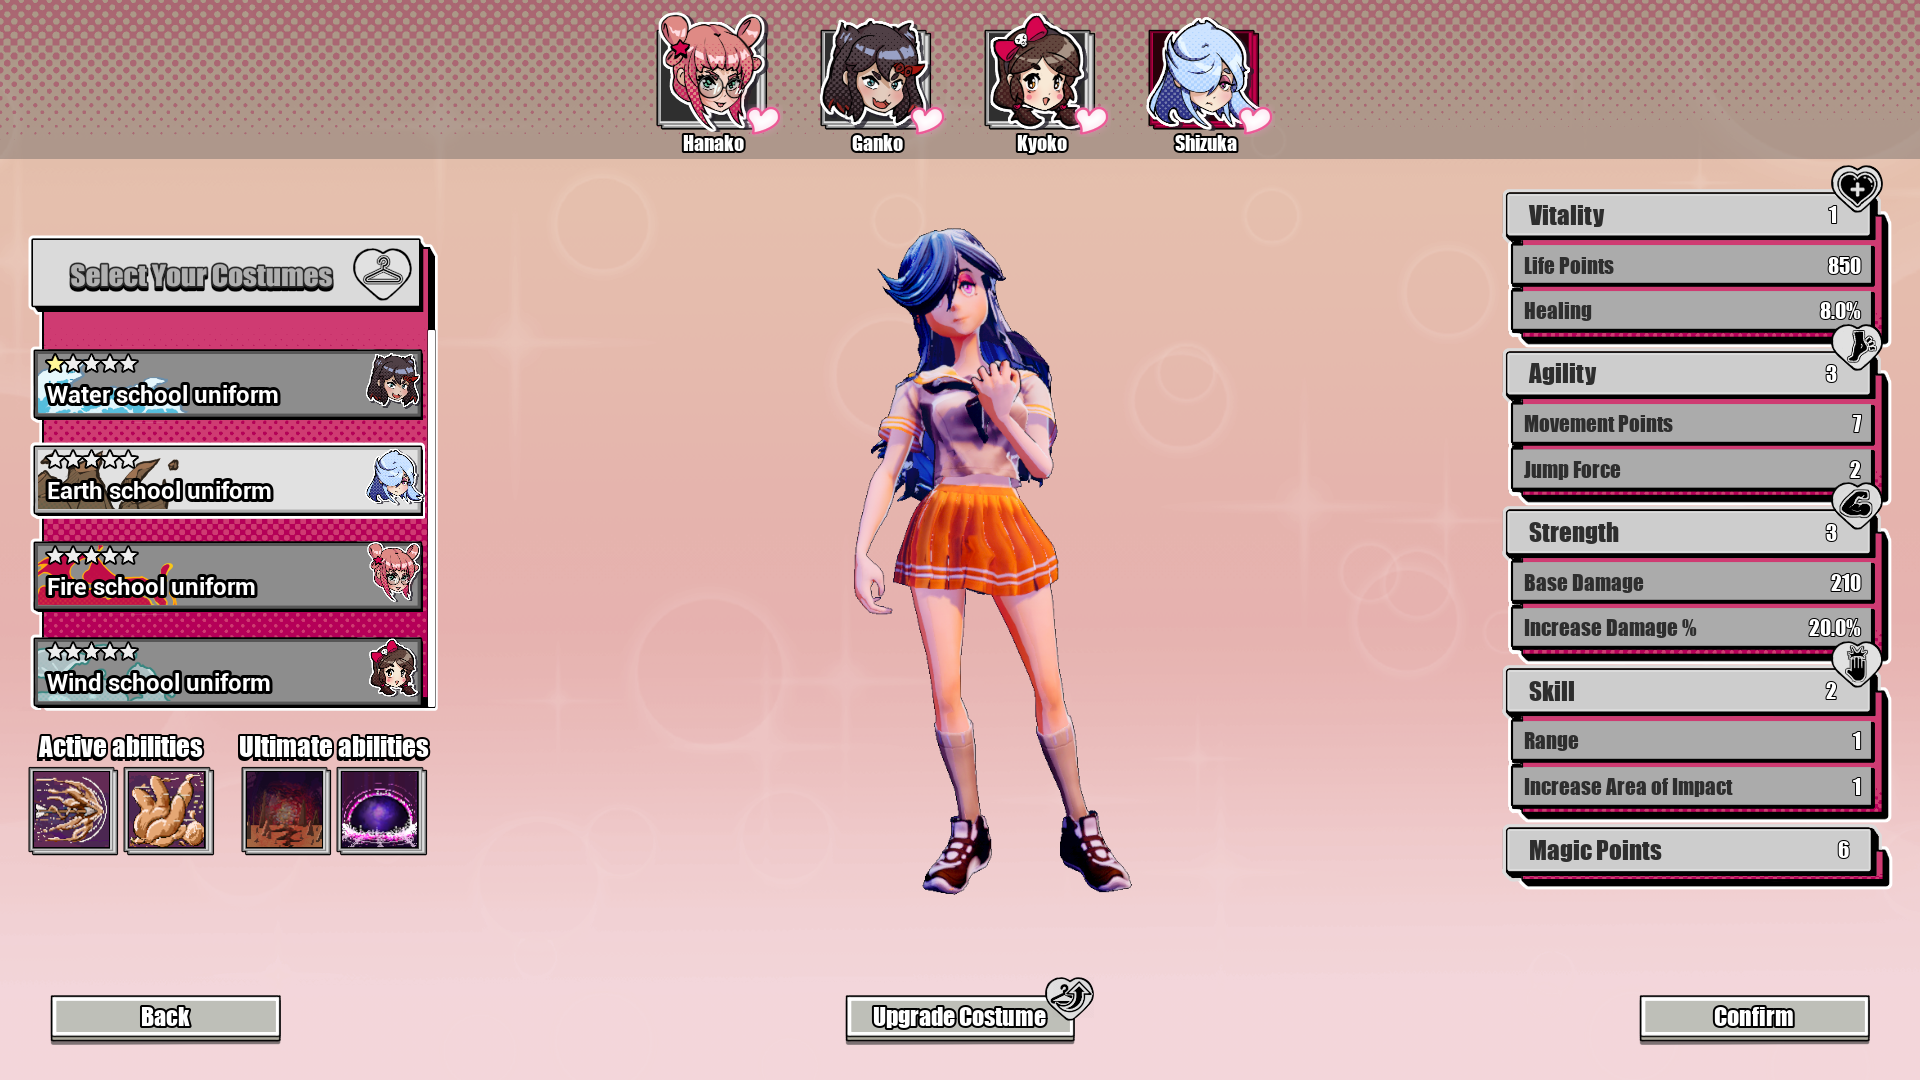 Hanako
Ganko
Kyoko
Shizuka
Select Your Costumes
Water school uniform
Earth school uniform
Fire school uniform
Wind school uniform
Active abilities
Ultimate abilities
Vitality 1
Life Points 850
Healing 8.0%
Agility 3
Movement Points 7
Jump Force 2
Strength 3
Base Damage 210
Increase Damage % 20.0%
Skill 2
Range 1
Increase Area of Impact 1
Magic Points 6
Back
Upgrade Costume
Confirm